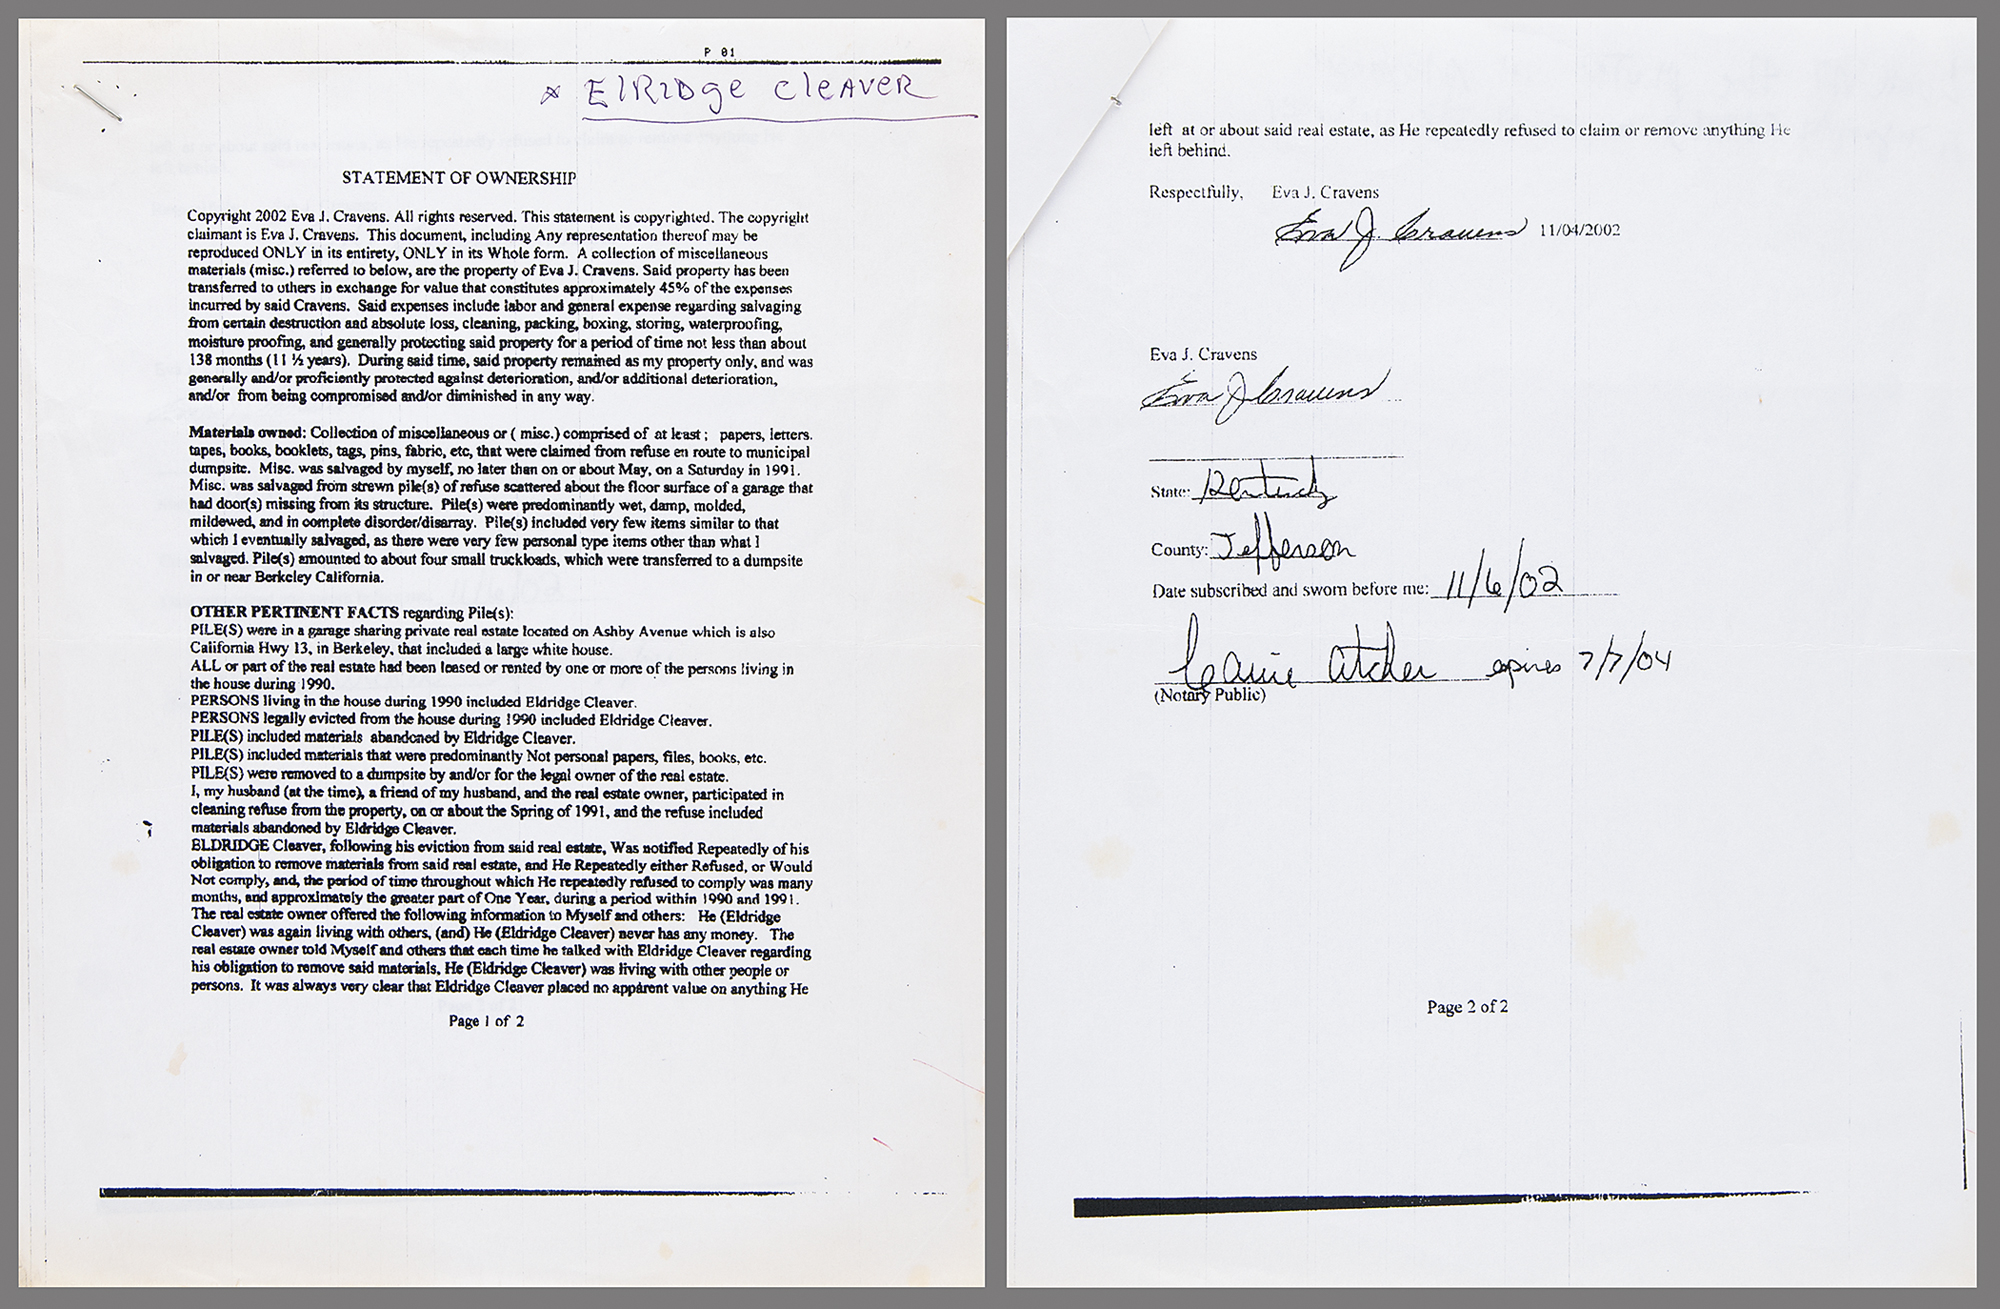 P 01
x ElRIDge CleAVeR
STATEMENT OF OWNERSHIP
Copyright 2002 Eva J. Cravens. All rights reserved. This statement is copyrighted. The copyright
claimant is Eva J. Cravens. This document, including Any representation thereof may be
reproduced ONLY in its entirety, ONLY in its Whole form. A collection of miscellaneous
materials (misc.) referred to below, are the property of Eva J. Cravens. Said property has been
transferred to others in exchange for value that constitutes approximately 45% of the expenses
incurred by said Cravens. Said expenses include labor and general expense regarding salvaging
from certain destruction and absolute loss, cleaning, packing, boxing, storing, waterproofing,
moisture proofing, and generally protecting said property for a period of time not less than about
138 months (11 ½ years). During said time, said property remained as my property only, and was
generally and/or proficiently protected against deterioration, and/or additional deterioration,
and/or from being compromised and/or diminished in any way.
Materials owned: Collection of miscellaneous or ( misc.) comprised of at least ; papers, letters.
tapes, books, booklets, tags, pins, fabric, etc, that were claimed from refuse en route to municipal
dumpsite. Misc. was salvaged by myself, no later than on or about May, on a Saturday in 1991.
Misc. was salvaged from strewn pile(s) of refuse scattered about the floor surface of a garage that
had door(s) missing from its structure. Pile(s) were predominantly wet, damp, molded,
mildewed, and in complete disorder/disarray. Pile(s) included very few items similar to that
which I eventually salvaged, as there were very few personal type items other than what I
salvaged. Pile(s) amounted to about four small truckloads, which were transferred to a dumpsite
in or near Berkeley California.
OTHER PERTINENT FACTS regarding Pile(s):
PILE(S) were in a garage sharing private real estate located on Ashby Avenue which is also
California Hwy 13, in Berkeley, that included a large white house.
ALL or part of the real estate had been leased or rented by one or more of the persons living in
the house during 1990.
PERSONS living in the house during 1990 included Eldridge Cleaver.
PERSONS legally evicted from the house during 1990 included Eldridge Cleaver.
PILE(S) included materials abandoned by Eldridge Cleaver.
PILE(S) included materials that were predominantly Not personal papers, files, books, etc.
PILE(S) were removed to a dumpsite by and/or for the legal owner of the real estate.
I, my husband (at the time), a friend of my husband, and the real estate owner, participated in
cleaning refuse from the property, on or about the Spring of 1991, and the refuse included
materials abandoned by Eldridge Cleaver.
ELDRIDGE Cleaver, following his eviction from said real estate, Was notified Repeatedly of his
obligation to remove materials from said real estate, and He Repeatedly either Refused, or Would
Not comply, and, the period of time throughout which He repeatedly refused to comply was many
months, and approximately the greater part of One Year, during a period within 1990 and 1991.
The real estate owner offered the following information to Myself and others: He (Eldridge
Cleaver) was again living with others, (and) He (Eldridge Cleaver) never has any money. The
real estate owner told Myself and others that each time he talked with Eldridge Cleaver regarding
his obligation to remove said materials, He (Eldridge Cleaver) was living with other people or
persons. It was always very clear that Eldridge Cleaver placed no apparent value on anything He
Page 1 of 2
left at or about said real estate, as He repeatedly refused to claim or remove anything He
left behind.
Respectfully, Eva J. Cravens
Eva J. Cravens 11/04/2002
Eva J. Cravens
Eva J Cravens
State: Kentucky
County: Jefferson
Date subscribed and sworn before me: 11/6/02
Atcher expires 7/7/04
(Notary Public)
Page 2 of 2